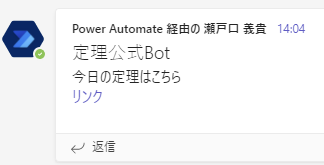 Power Automate 経由の 瀬戸口 義貴 14:04
定理公式Bot
今日の定理はこちら
リンク
返信